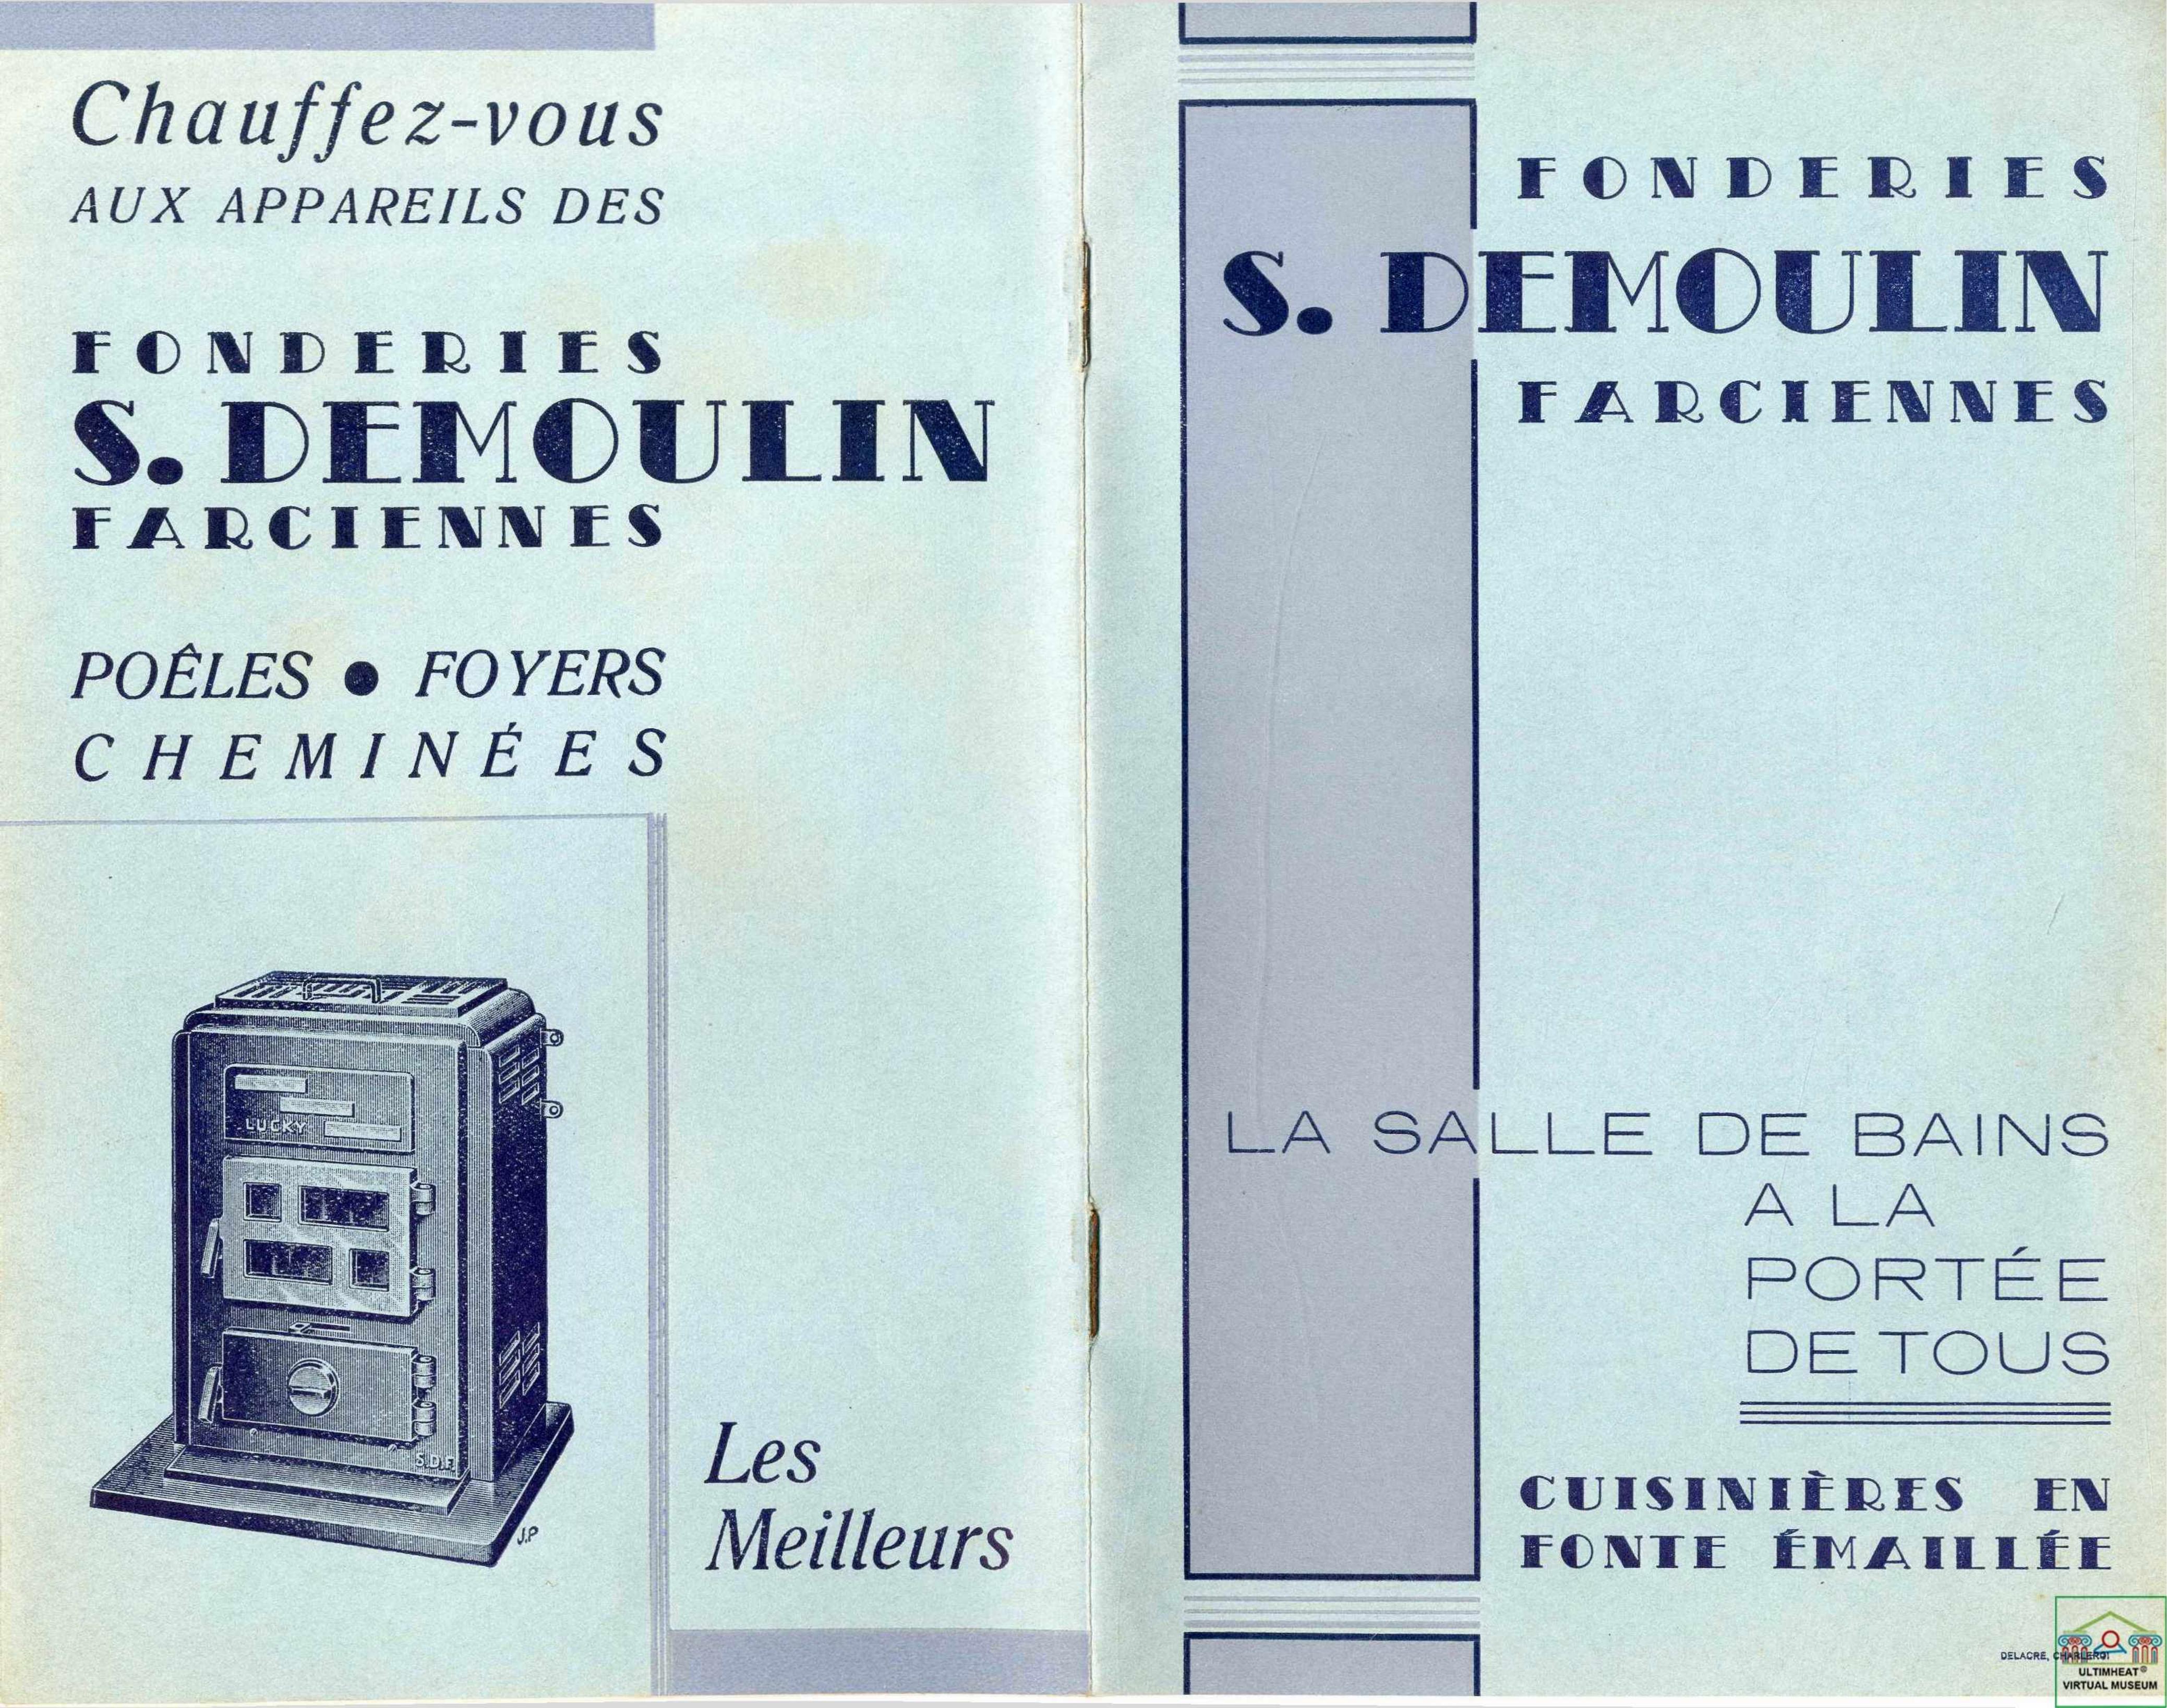 Chauffez-vous
AUX APPAREILS DES
FONDERIES
S. DEMOULIN
FARCIENNES
POÊLES ● FOYERS
CHEMINÉES
LUCKY
S.D.F.
J.P
Les
Meilleurs
FONDERIES
S. DEMOULIN
FARCIENNES
LA SALLE DE BAINS
A LA
PORTÉE
DE TOUS
CUISINIÈRES EN
FONTE ÉMAILLÉE
DELACRE, CHARLEROI
ULTIMHEAT®
VIRTUAL MUSEUM